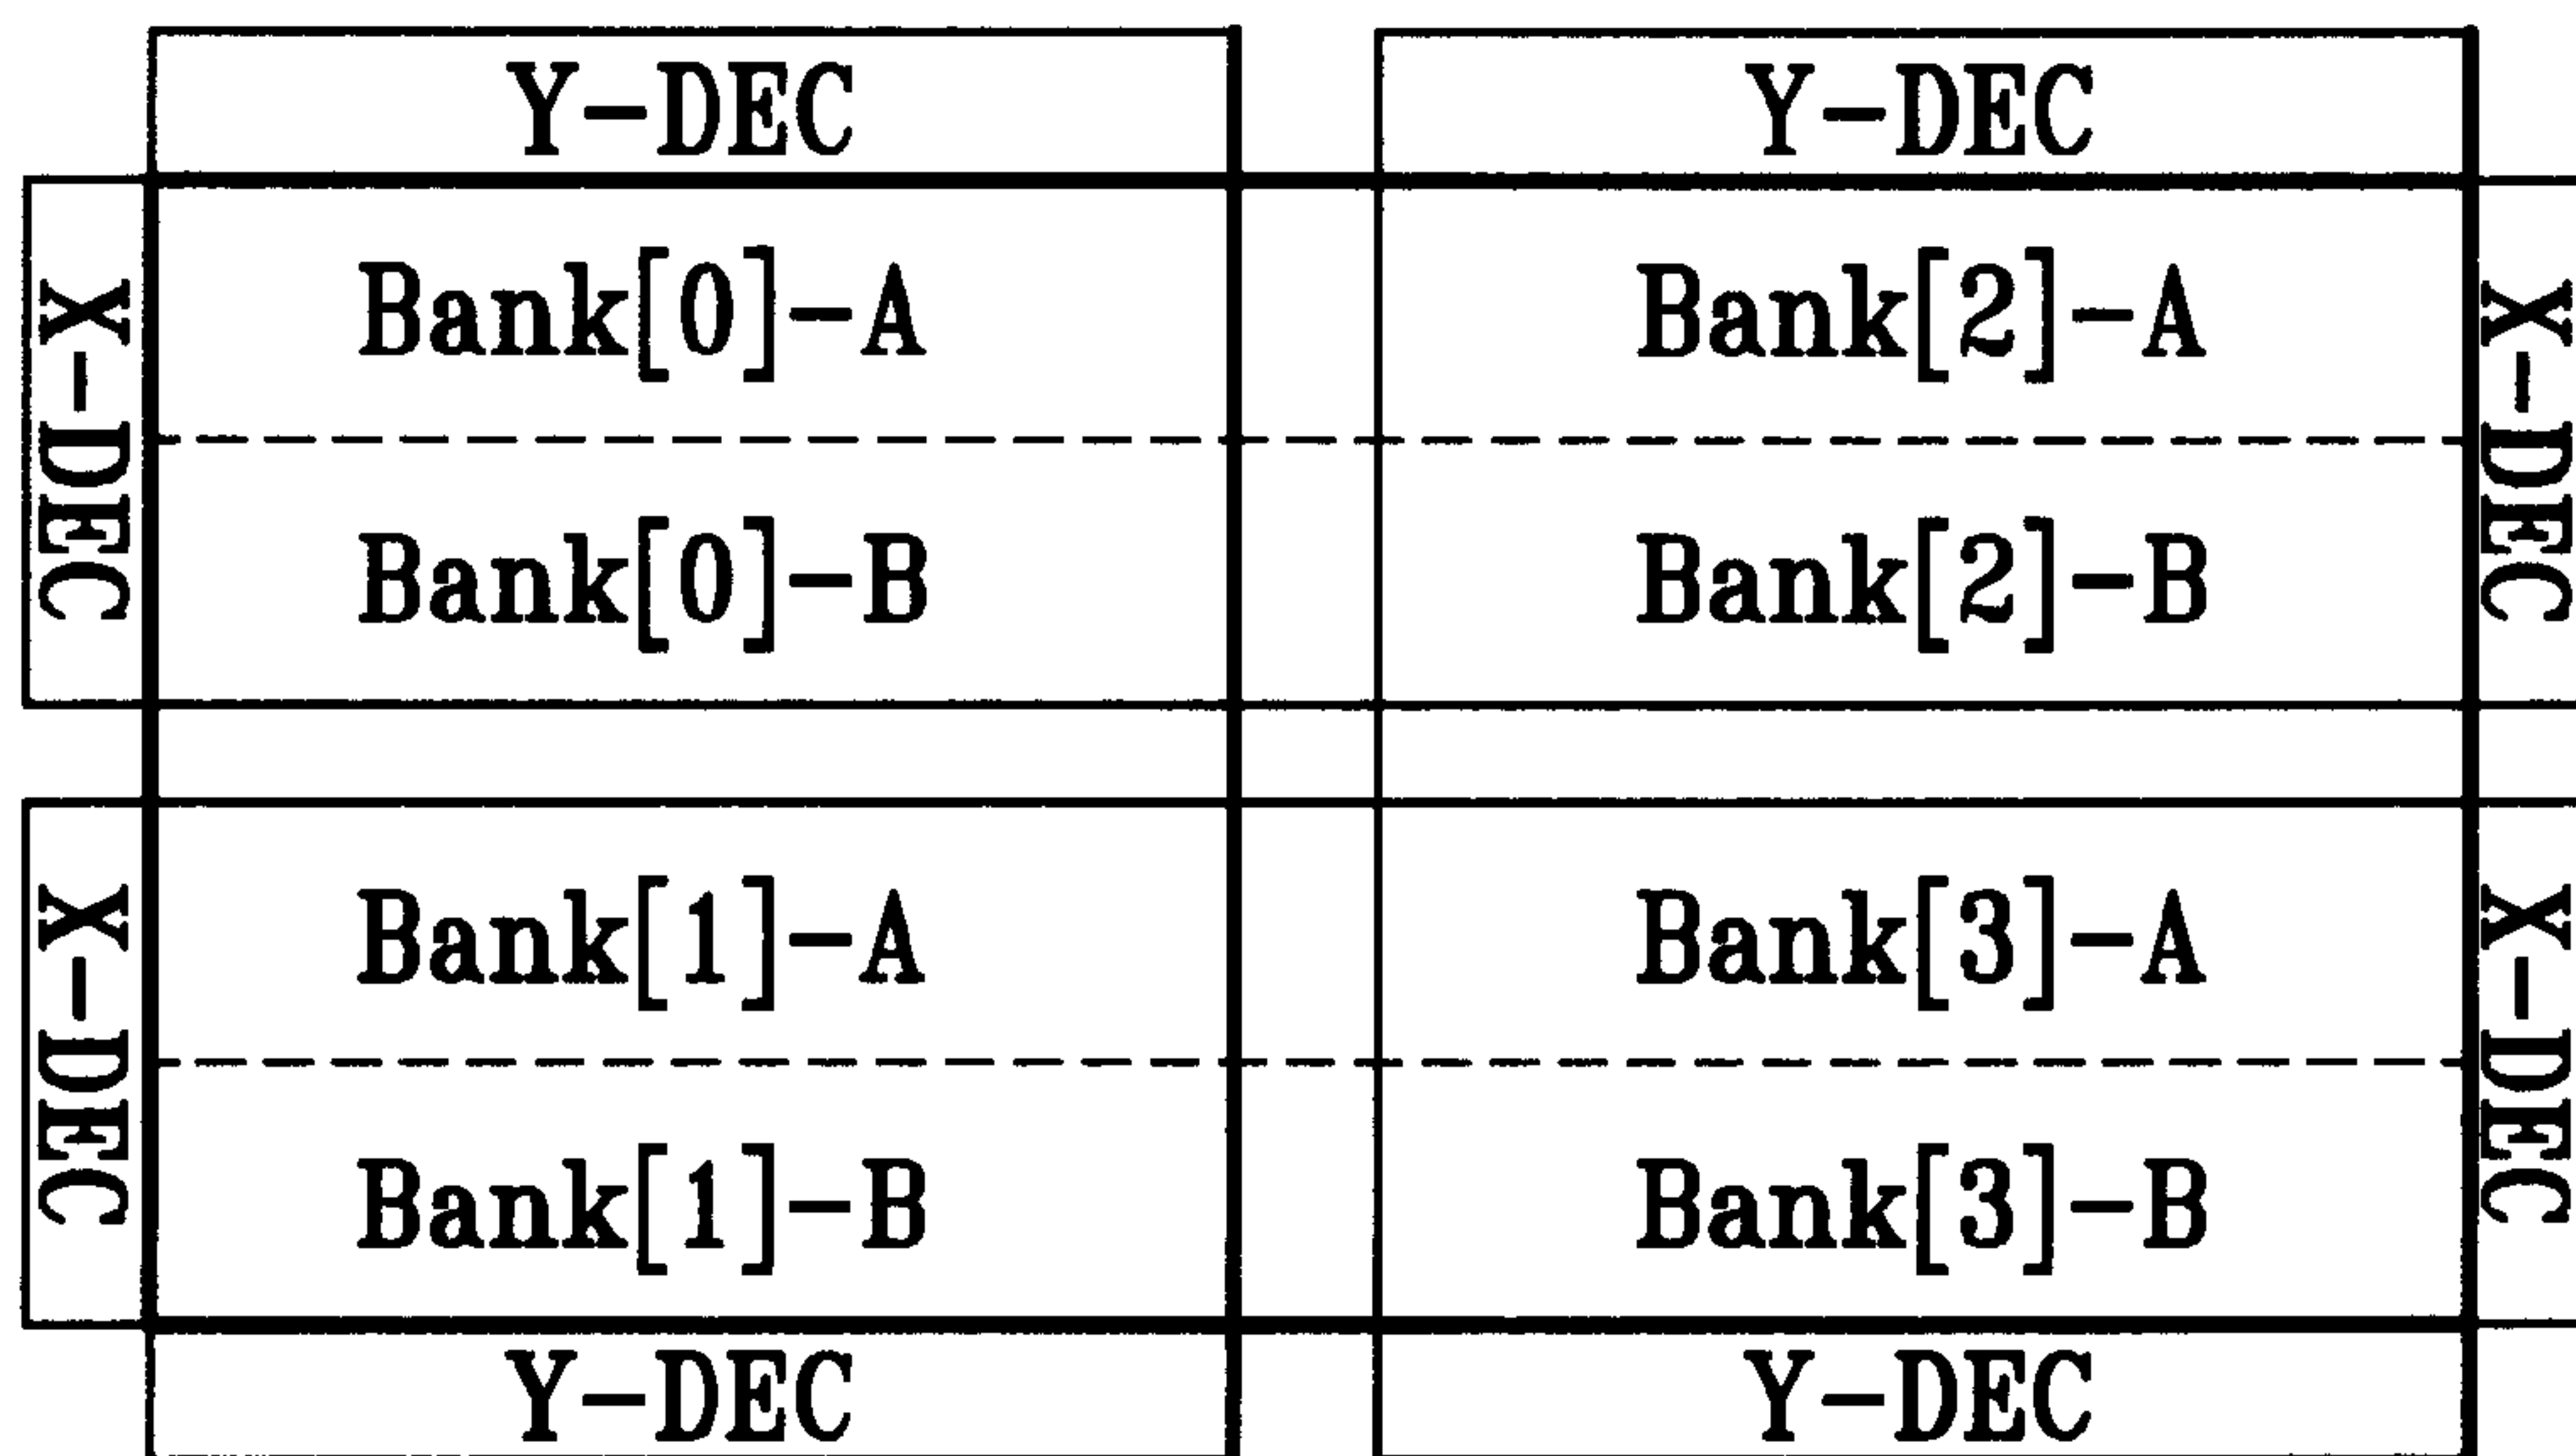 Y-DEC Y-DEC
X-DEC Bank[0]-A Bank[2]-A X-DEC
Bank[0]-B Bank[2]-B
X-DEC Bank[1]-A Bank[3]-A X-DEC
Bank[1]-B Bank[3]-B
Y-DEC Y-DEC